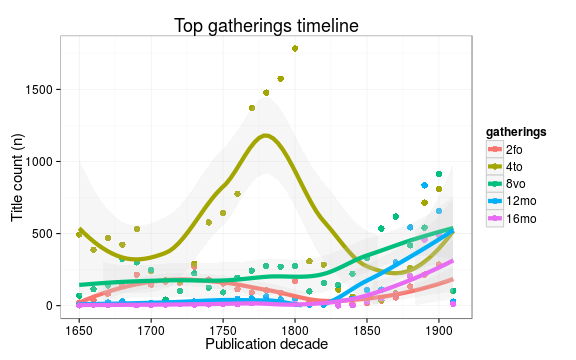 Top gatherings timeline
Title count (n)
1500
1000
500
0
1650
1700
1750
1800
1850
1900
Publication decade
gatherings
2fo
4to
8vo
12mo
16mo